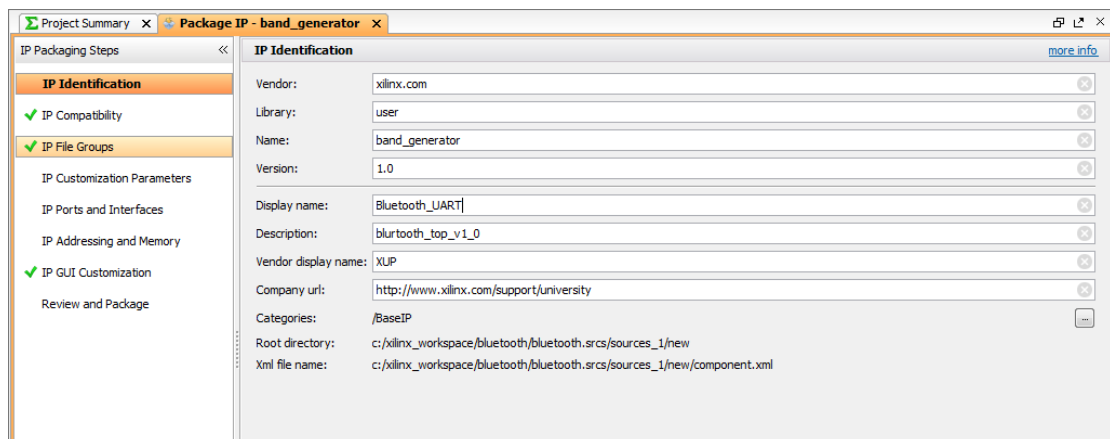 Project Summary
Package IP - band_generator
IP Packaging Steps
IP Identification
IP Compatibility
IP File Groups
IP Customization Parameters
IP Ports and Interfaces
IP Addressing and Memory
IP GUI Customization
Review and Package
IP Identification more info
Vendor: xilinx.com
Library: user
Name: band_generator
Version: 1.0
Display name: Bluetooth_UART
Description: blurtooth_top_v1_0
Vendor display name: XUP
Company url: http://www.xilinx.com/support/university
Categories: /BaseIP
Root directory: c:/xilinx_workspace/bluetooth/bluetooth.srcs/sources_1/new
Xml file name: c:/xilinx_workspace/bluetooth/bluetooth.srcs/sources_1/new/component.xml